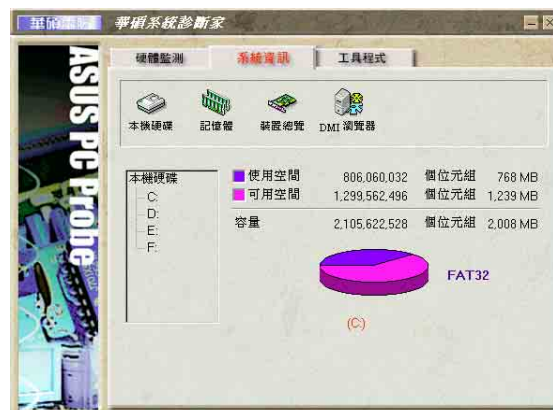 華碩電腦
華碩系統診斷家
ASUS PC Probe
硬體監測
系統資訊
工具程式
本機硬碟
記憶體
裝置總覽
DMI 瀏覽器
本機硬碟
C:
D:
E:
F:
使用空間 806,060,032 個位元組 768 MB
可用空間 1,299,562,496 個位元組 1,239 MB
容量 2,105,622,528 個位元組 2,008 MB
FAT32
(C:)